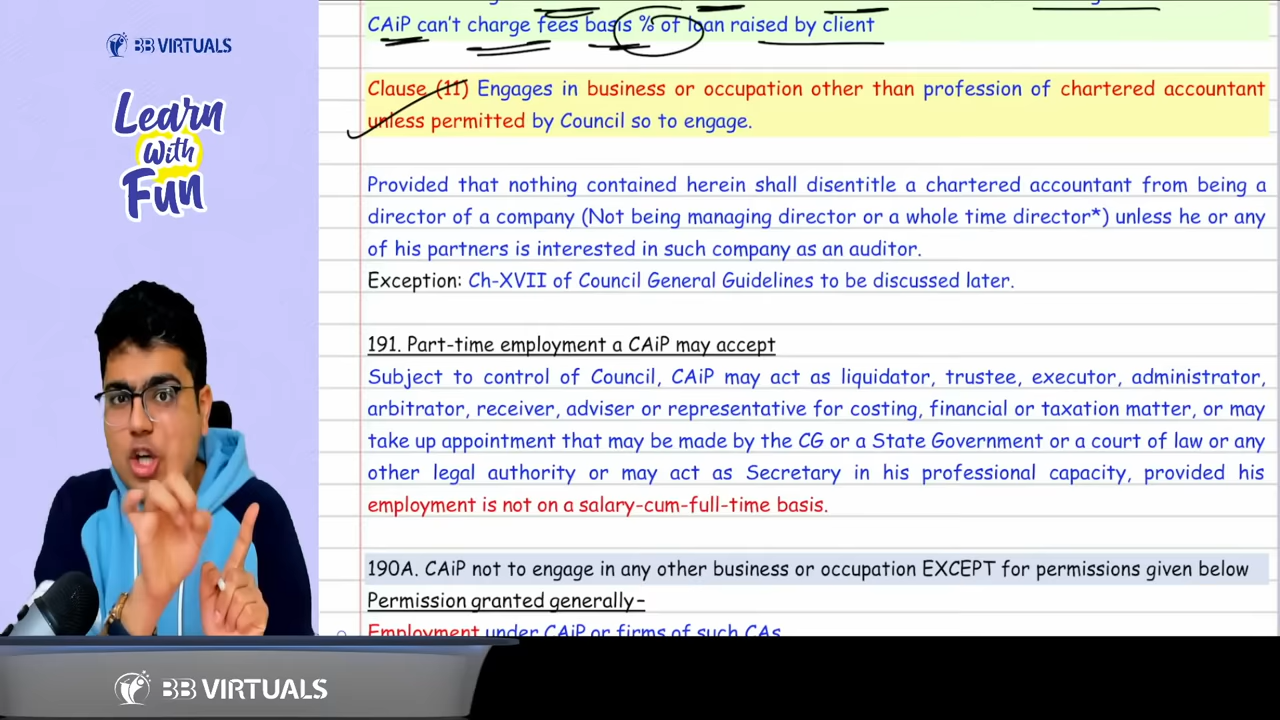 BB VIRTUALS
Learn
With
Fun
CAiP can't charge fees basis % of loan raised by client
Clause (11) Engages in business or occupation other than profession of chartered accountant
unless permitted by Council so to engage.
Provided that nothing contained herein shall disentitle a chartered accountant from being a
director of a company (Not being managing director or a whole time director*) unless he or any
of his partners is interested in such company as an auditor.
Exception: Ch-XVII of Council General Guidelines to be discussed later.
191. Part-time employment a CAiP may accept
Subject to control of Council, CAiP may act as liquidator, trustee, executor, administrator,
arbitrator, receiver, adviser or representative for costing, financial or taxation matter, or may
take up appointment that may be made by the CG or a State Government or a court of law or any
other legal authority or may act as Secretary in his professional capacity, provided his
employment is not on a salary-cum-full-time basis.
190A. CAiP not to engage in any other business or occupation EXCEPT for permissions given below
Permission granted generally-
Employment under CAiP or firms of such CAs
BB VIRTUALS